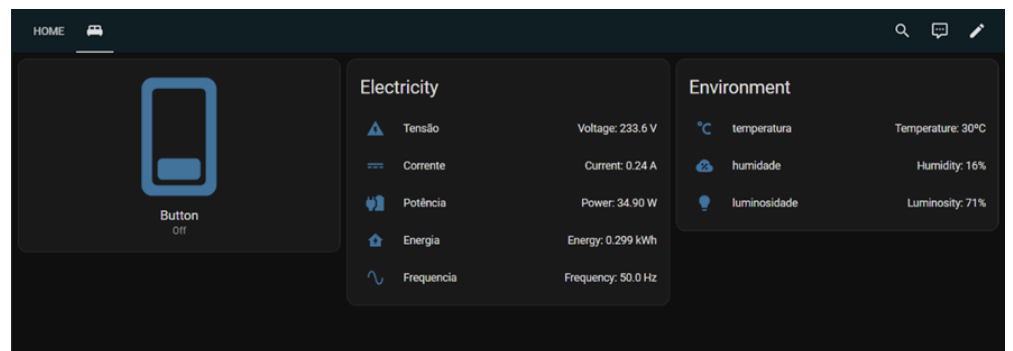 HOME
Button
Off
Electricity
Tensão Voltage: 233.6 V
Corrente Current: 0.24 A
Potência Power: 34.90 W
Energia Energy: 0.299 kWh
Frequencia Frequency: 50.0 Hz
Environment
°C temperatura Temperature: 30ºC
humidade Humidity: 16%
luminosidade Luminosity: 71%